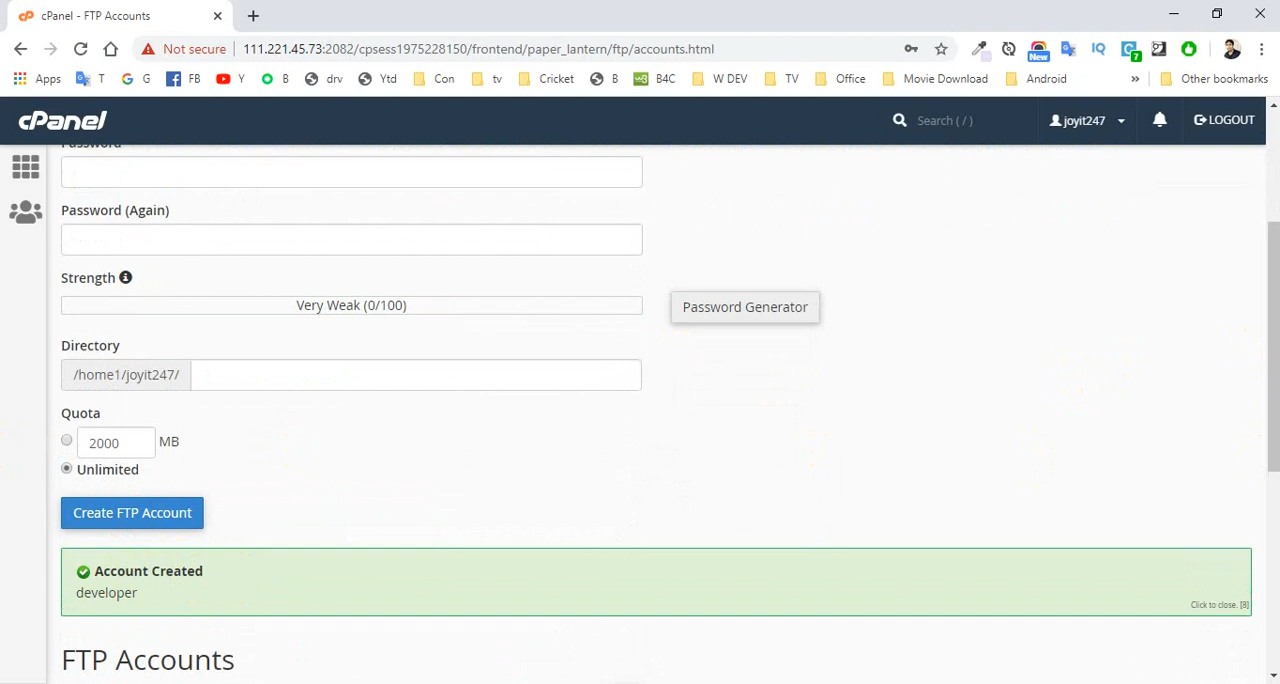 cPanel - FTP Accounts
Not secure 111.221.45.73:2082/cpsess1975228150/frontend/paper_lantern/ftp/accounts.html
New
7
Apps T G FB Y B drv Ytd Con tv Cricket B B4C W DEV TV Office Movie Download Android » Other bookmarks
cPanel Search ( / ) joyit247 LOGOUT
Password
Password (Again)
Strength
Very Weak (0/100) Password Generator
Directory
/home1/joyit247/
Quota
2000 MB
Unlimited
Create FTP Account
Account Created
developer
Click to close. [8]
FTP Accounts